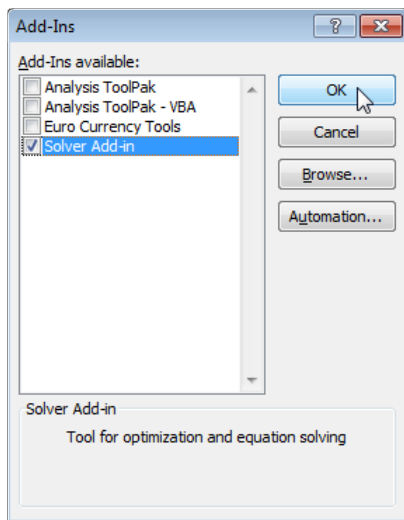 Add-Ins
Add-Ins available:
Analysis ToolPak
Analysis ToolPak - VBA
Euro Currency Tools
Solver Add-in
OK
Cancel
Browse...
Automation...
Solver Add-in
Tool for optimization and equation solving